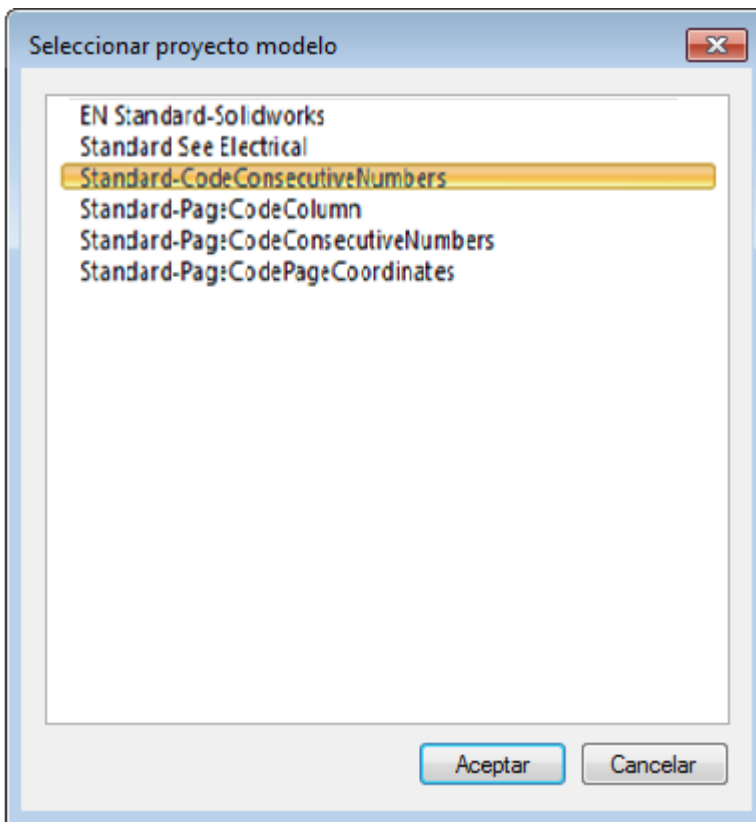 Seleccionar proyecto modelo
EN Standard-Solidworks
Standard See Electrical
Standard-CodeConsecutiveNumbers
Standard-PageCodeColumn
Standard-PageCodeConsecutiveNumbers
Standard-PageCodePageCoordinates
Aceptar
Cancelar